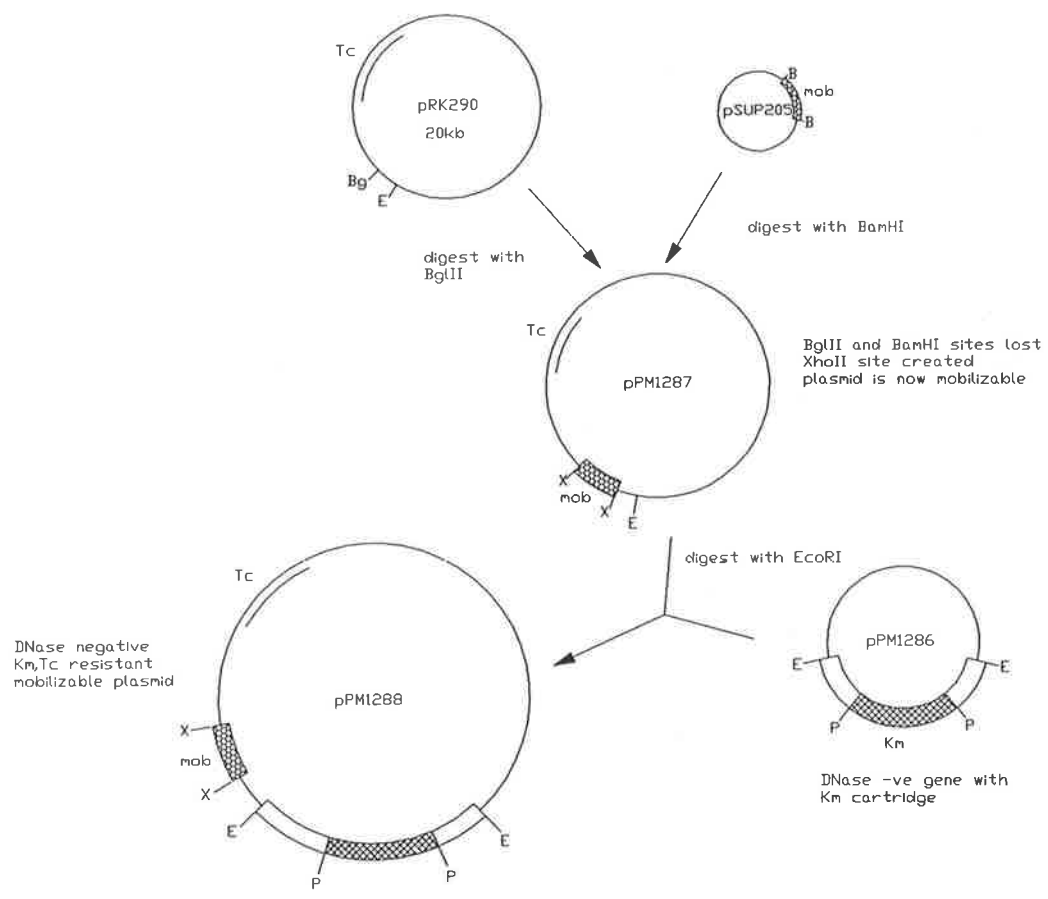 Tc
pRK290
20kb
Bg
E
B
mob
pSUP205
B
digest with
BglII
digest with BamHI
Tc
pPM1287
BglII and BamHI sites lost
XhoII site created
plasmid is now mobilizable
X
mob
X
E
digest with EcoRI
Tc
DNase negative
Km,Tc resistant
mobilizable plasmid
pPM1288
X
mob
X
E
P
P
E
pPM1286
E
E
P
P
Km
DNase -ve gene with
Km cartridge